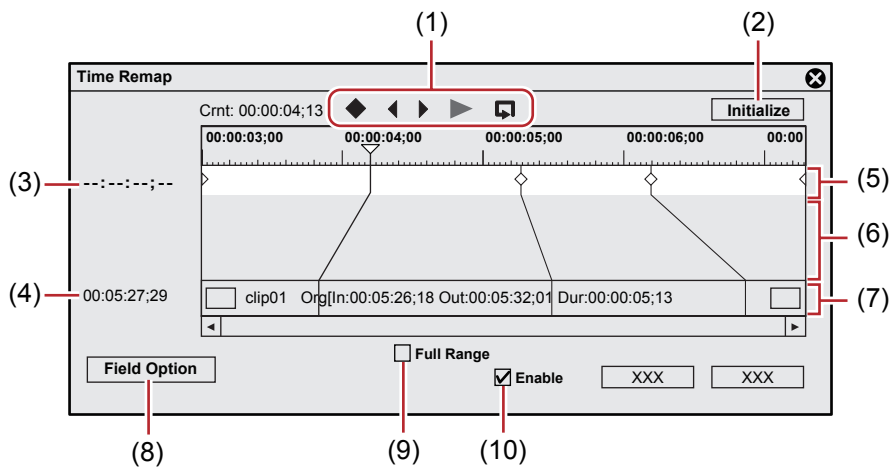 (1)
(2)
Time Remap
Crnt: 00:00:04;13
Initialize
00:00:03;00 00:00:04;00 00:00:05;00 00:00:06;00 00:00
(3)
--:--:--;--
(5)
(6)
(4)
00:05:27;29
clip01 Org[In:00:05:26;18 Out:00:05:32;01 Dur:00:00:05;13
(7)
Full Range
Field Option
Enable
XXX
XXX
(8)
(9)
(10)